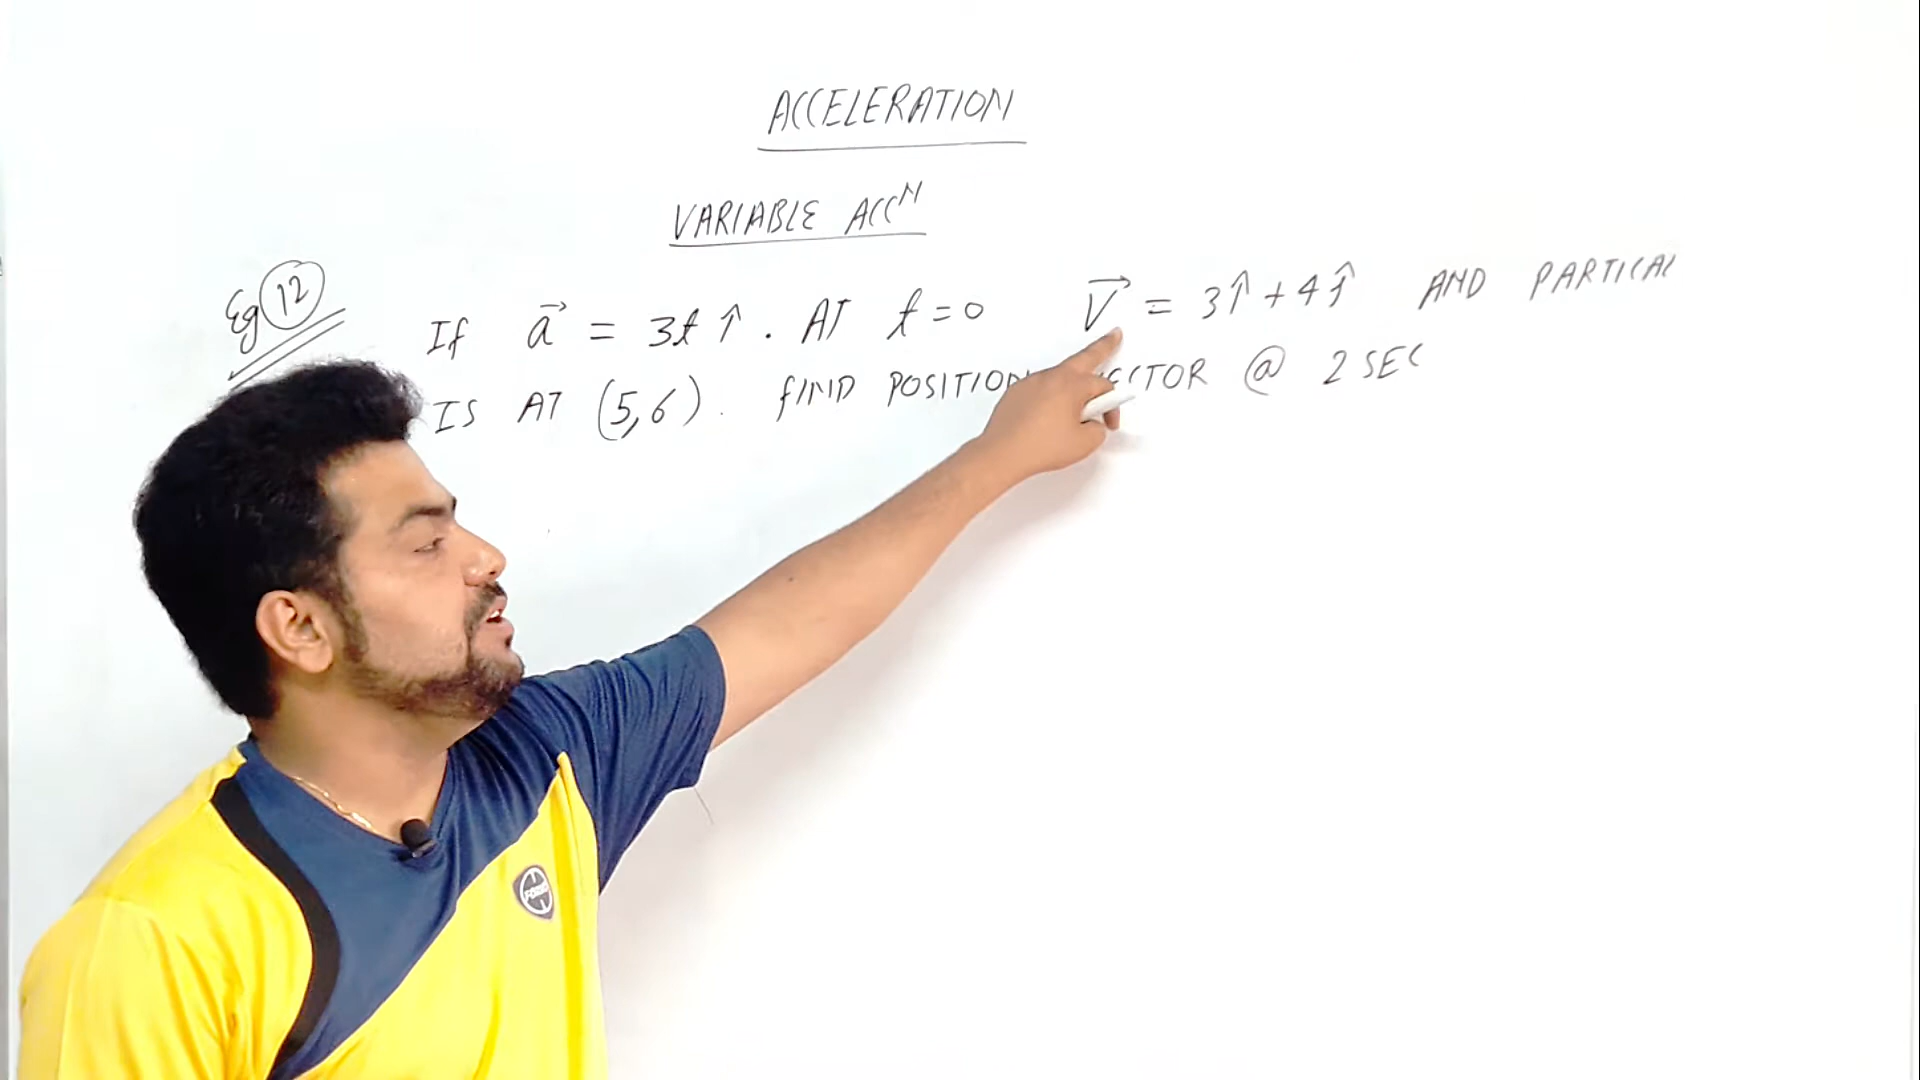 ACCELERATION
VARIABLE ACCᴺ
Eg 12
If a⃗ = 3t î . AT t = 0 V⃗ = 3î + 4ĵ AND PARTICAL
IS AT (5,6). FIND POSITION @ 2 SEC